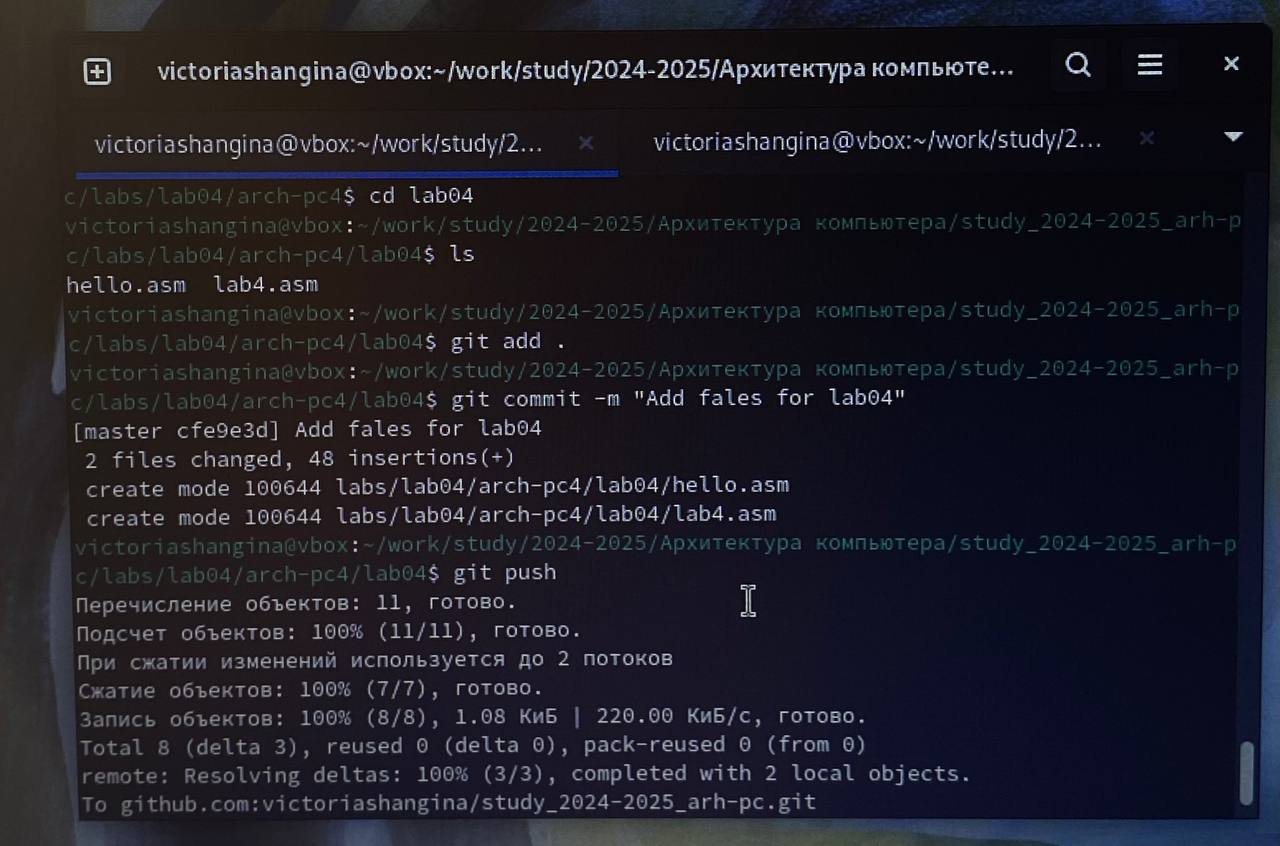 victoriashangina@vbox:~/work/study/2024-2025/Архитектура компьюте...
victoriashangina@vbox:~/work/study/2... victoriashangina@vbox:~/work/study/2...
c/labs/lab04/arch-pc4$ cd lab04
victoriashangina@vbox:~/work/study/2024-2025/Архитектура компьютера/study_2024-2025_arh-p
c/labs/lab04/arch-pc4/lab04$ ls
hello.asm  lab4.asm
victoriashangina@vbox:~/work/study/2024-2025/Архитектура компьютера/study_2024-2025_arh-p
c/labs/lab04/arch-pc4/lab04$ git add .
victoriashangina@vbox:~/work/study/2024-2025/Архитектура компьютера/study_2024-2025_arh-p
c/labs/lab04/arch-pc4/lab04$ git commit -m "Add fales for lab04"
[master cfe9e3d] Add fales for lab04
 2 files changed, 48 insertions(+)
 create mode 100644 labs/lab04/arch-pc4/lab04/hello.asm
 create mode 100644 labs/lab04/arch-pc4/lab04/lab4.asm
victoriashangina@vbox:~/work/study/2024-2025/Архитектура компьютера/study_2024-2025_arh-p
c/labs/lab04/arch-pc4/lab04$ git push
Перечисление объектов: 11, готово.
Подсчет объектов: 100% (11/11), готово.
При сжатии изменений используется до 2 потоков
Сжатие объектов: 100% (7/7), готово.
Запись объектов: 100% (8/8), 1.08 КиБ | 220.00 КиБ/с, готово.
Total 8 (delta 3), reused 0 (delta 0), pack-reused 0 (from 0)
remote: Resolving deltas: 100% (3/3), completed with 2 local objects.
To github.com:victoriashangina/study_2024-2025_arh-pc.git